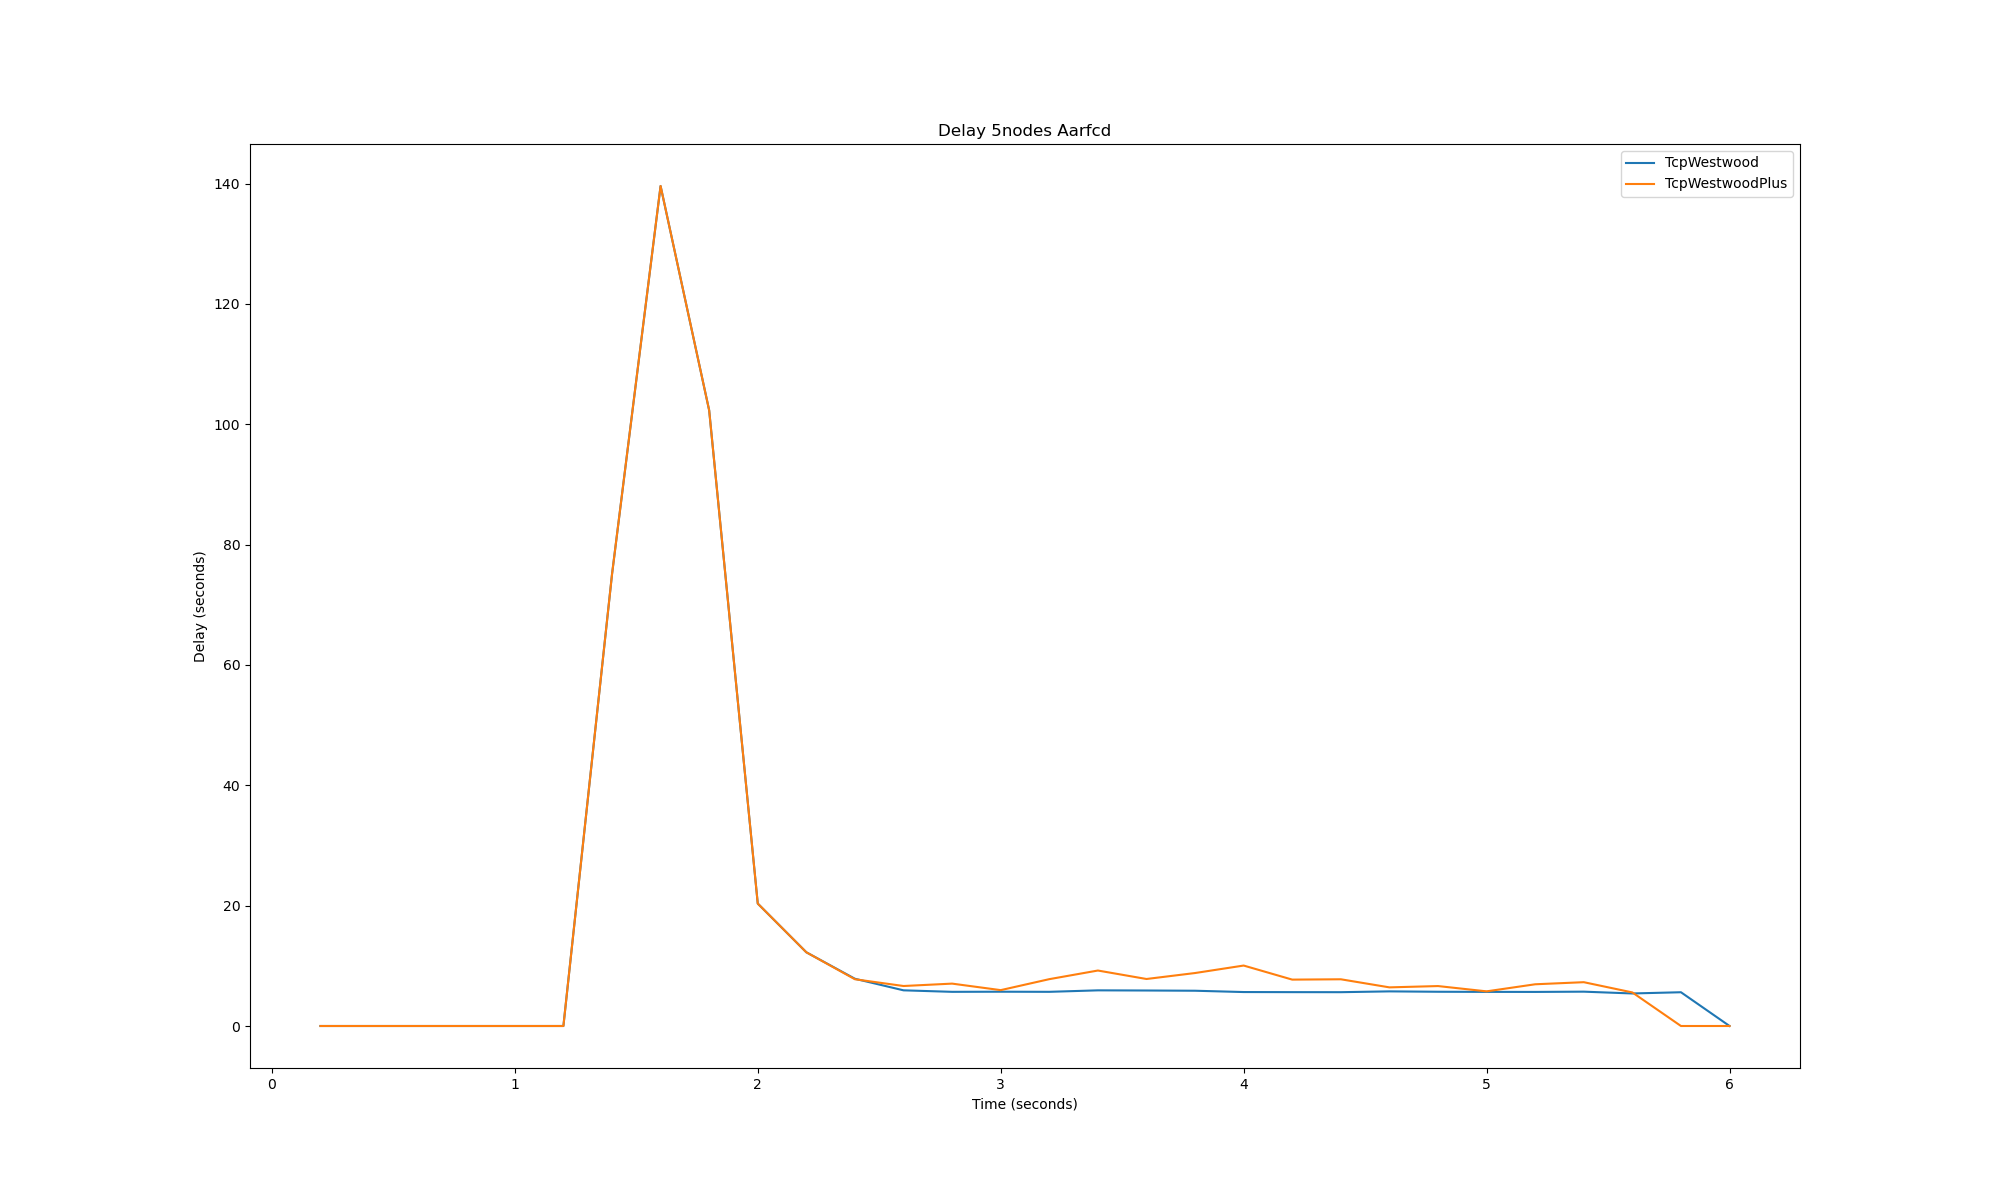 Delay 5nodes Aarfcd
TcpWestwood
TcpWestwoodPlus
140
120
100
80
60
40
20
0
Delay (seconds)
0 1 2 3 4 5 6
Time (seconds)